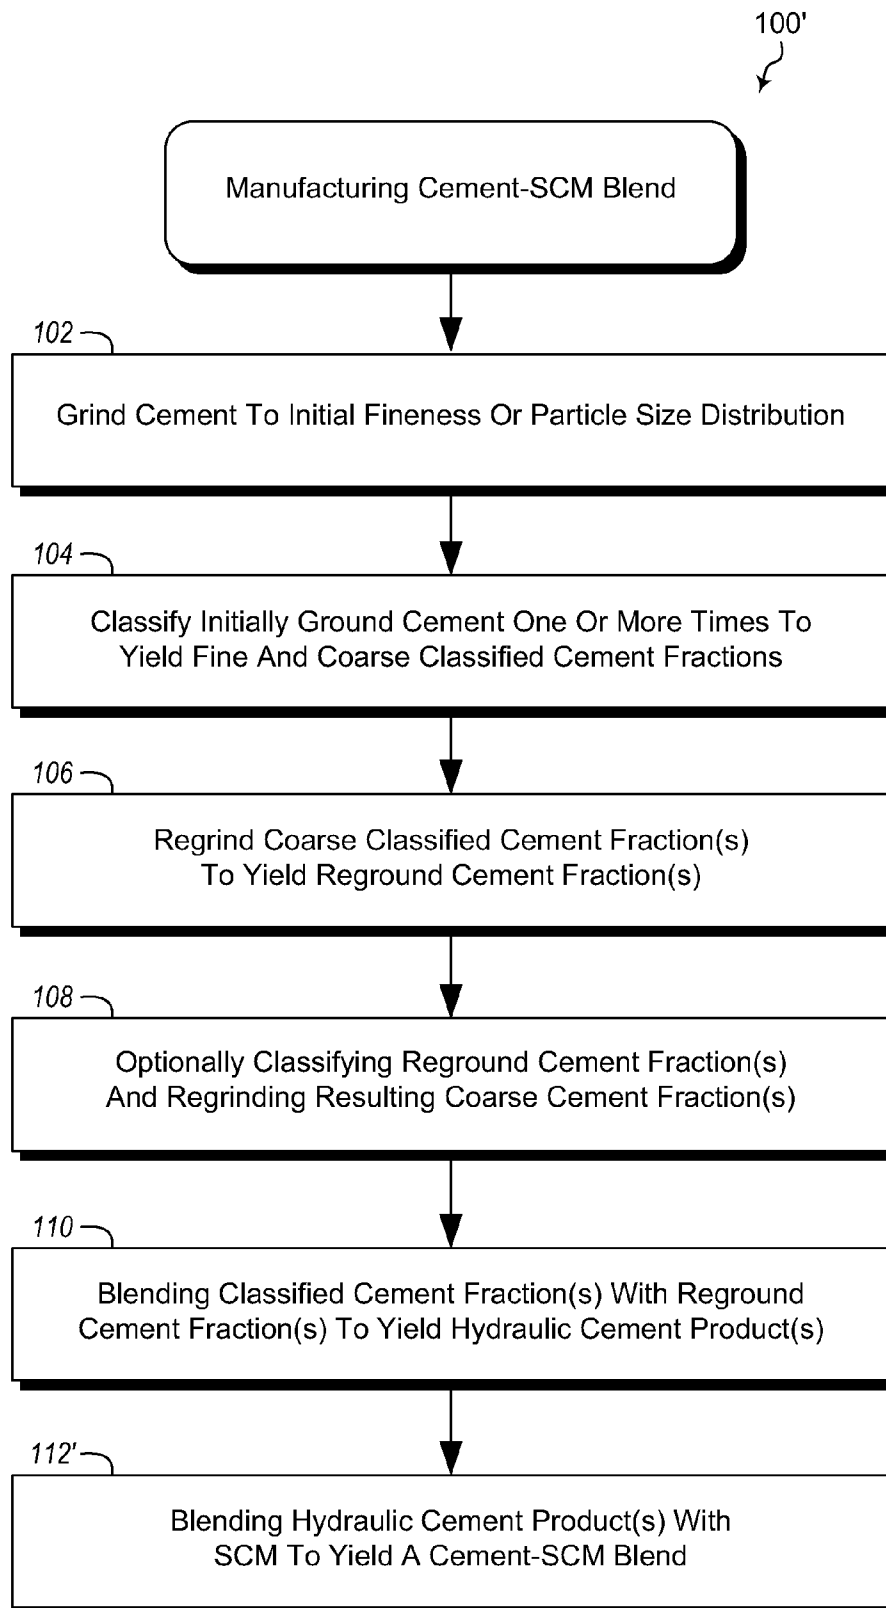 100'
Manufacturing Cement-SCM Blend
102
Grind Cement To Initial Fineness Or Particle Size Distribution
104
Classify Initially Ground Cement One Or More Times To
Yield Fine And Coarse Classified Cement Fractions
106
Regrind Coarse Classified Cement Fraction(s)
To Yield Reground Cement Fraction(s)
108
Optionally Classifying Reground Cement Fraction(s)
And Regrinding Resulting Coarse Cement Fraction(s)
110
Blending Classified Cement Fraction(s) With Reground
Cement Fraction(s) To Yield Hydraulic Cement Product(s)
112'
Blending Hydraulic Cement Product(s) With
SCM To Yield A Cement-SCM Blend